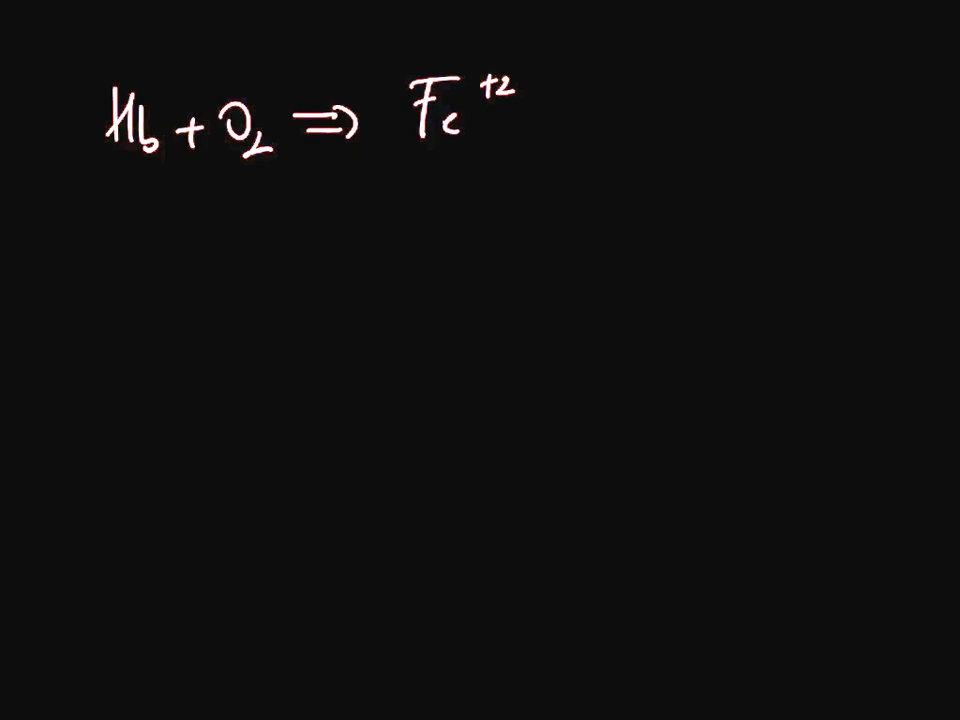 Hb + O₂ ⇒ Fe⁺²